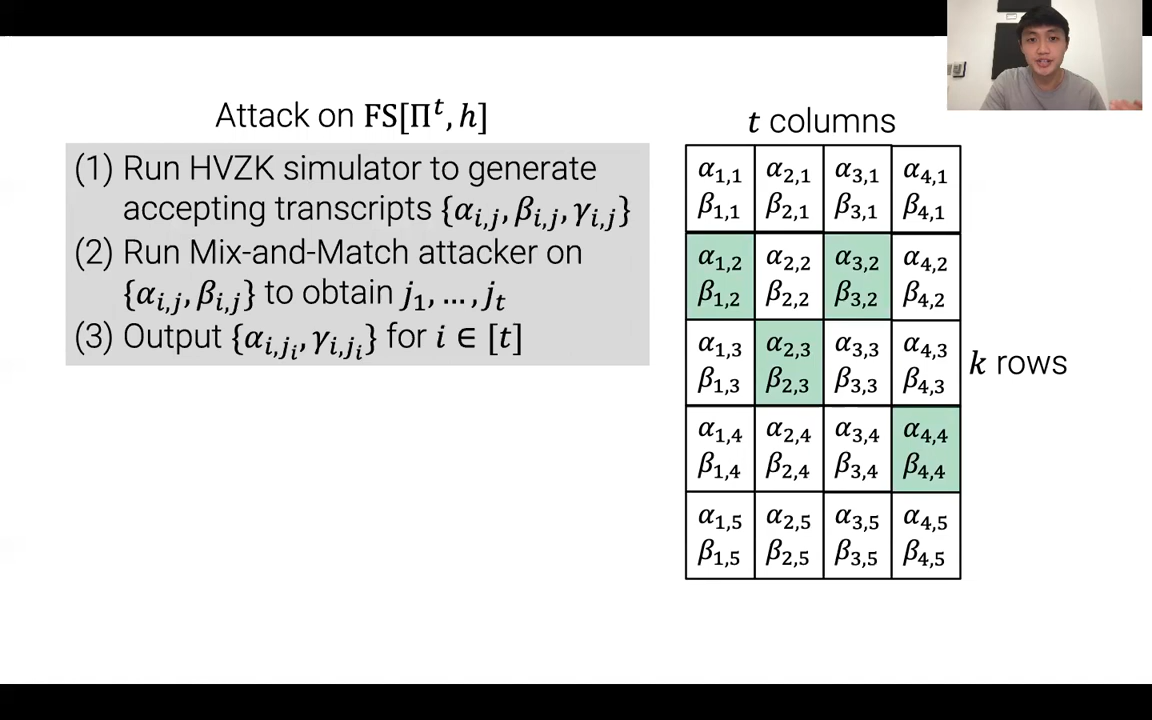 Attack on FS[Πᵗ, h]
(1) Run HVZK simulator to generate
accepting transcripts {α_{i,j}, β_{i,j}, γ_{i,j}}
(2) Run Mix-and-Match attacker on
{α_{i,j}, β_{i,j}} to obtain j₁, …, j_t
(3) Output {α_{i,j_i}, γ_{i,j_i}} for i ∈ [t]
t columns
α_{1,1} α_{2,1} α_{3,1} α_{4,1}
β_{1,1} β_{2,1} β_{3,1} β_{4,1}
α_{1,2} α_{2,2} α_{3,2} α_{4,2}
β_{1,2} β_{2,2} β_{3,2} β_{4,2}
α_{1,3} α_{2,3} α_{3,3} α_{4,3}
β_{1,3} β_{2,3} β_{3,3} β_{4,3}
k rows
α_{1,4} α_{2,4} α_{3,4} α_{4,4}
β_{1,4} β_{2,4} β_{3,4} β_{4,4}
α_{1,5} α_{2,5} α_{3,5} α_{4,5}
β_{1,5} β_{2,5} β_{3,5} β_{4,5}